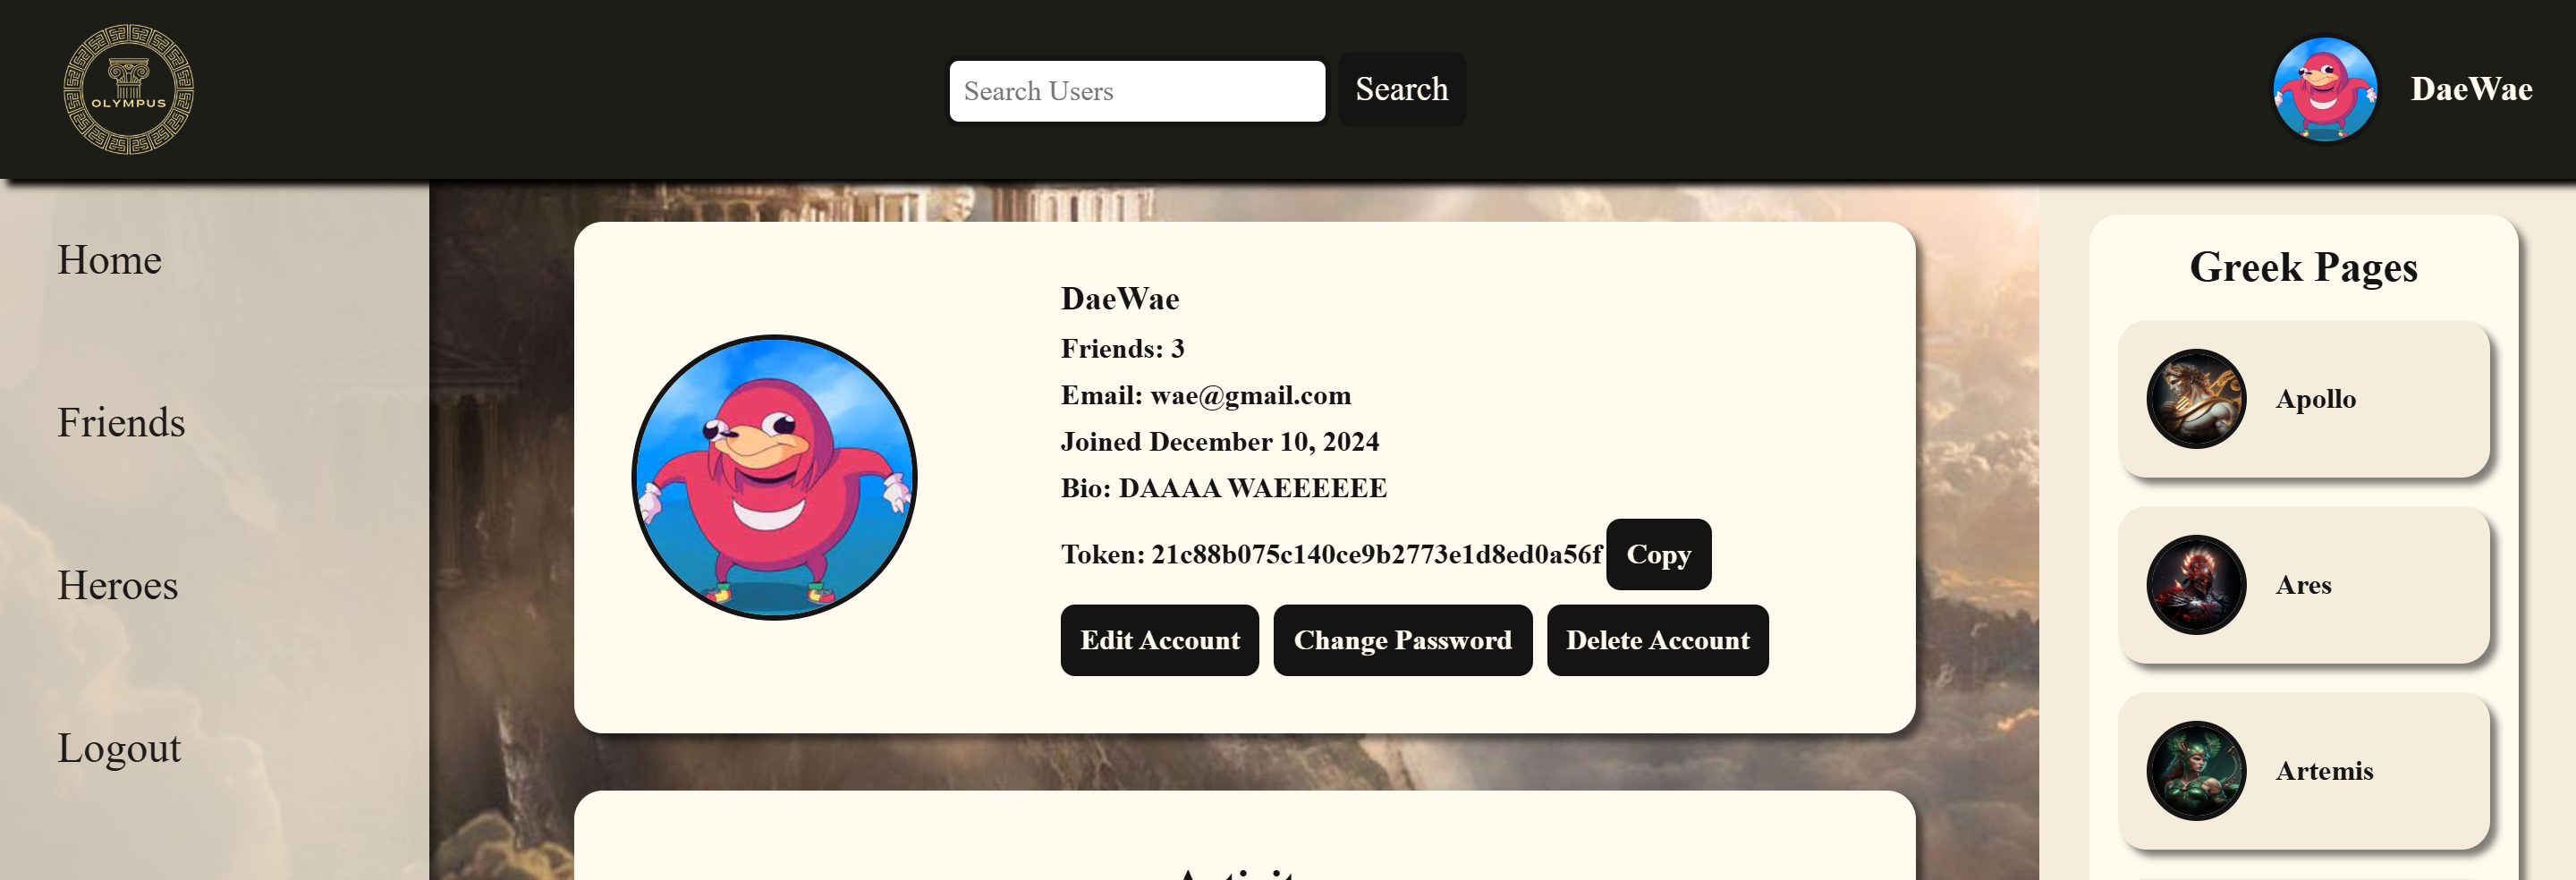 OLYMPUS
Search Users
Search
DaeWae
Home
Friends
Heroes
Logout
DaeWae
Friends: 3
Email: wae@gmail.com
Joined December 10, 2024
Bio: DAAAA WAEEEEEE
Token: 21c88b075c140ce9b2773e1d8ed0a56f Copy
Edit Account Change Password Delete Account
Greek Pages
Apollo
Ares
Artemis